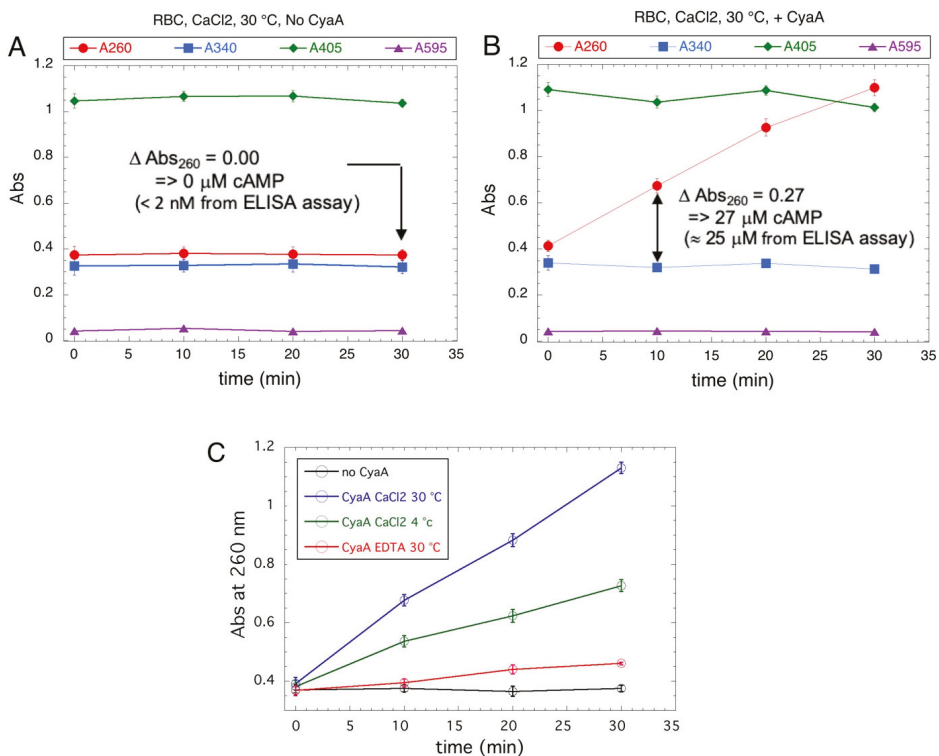 RBC, CaCl2, 30 °C, No CyaA
A
A260 A340 A405 A595
1.2
1
0.8
0.6
0.4
0.2
0
Abs
Δ Abs260 = 0.00
=> 0 µM cAMP
(< 2 nM from ELISA assay)
0 5 10 15 20 25 30 35
time (min)
RBC, CaCl2, 30 °C, + CyaA
B
A260 A340 A405 A595
1.2
1
0.8
0.6
0.4
0.2
0
Abs
Δ Abs260 = 0.27
=> 27 µM cAMP
(≈ 25 µM from ELISA assay)
0 5 10 15 20 25 30 35
time (min)
C
no CyaA
CyaA CaCl2 30 °C
CyaA CaCl2 4 °c
CyaA EDTA 30 °C
1.2
1
0.8
0.6
0.4
Abs at 260 nm
0 5 10 15 20 25 30 35
time (min)